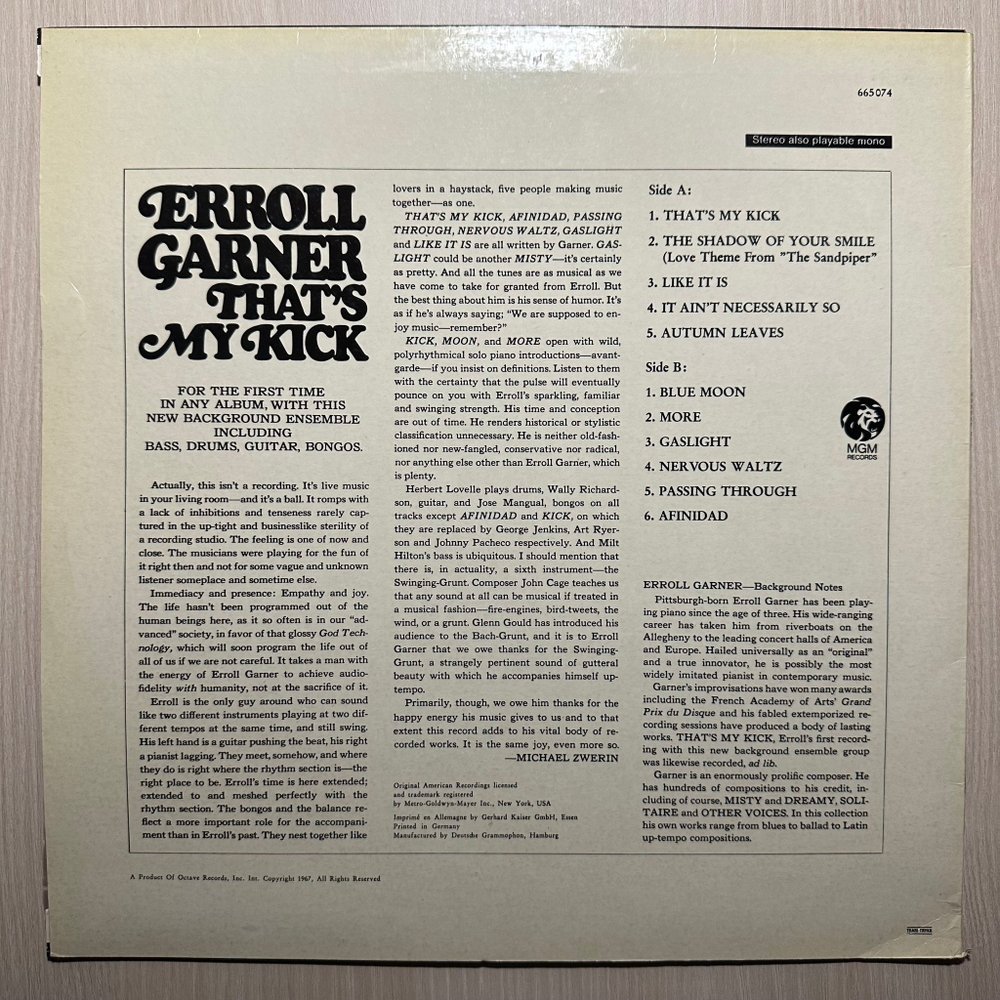 665074
Stereo also playable mono
ERROLL
GARNER
THAT'S
MY KICK
FOR THE FIRST TIME
IN ANY ALBUM, WITH THIS
NEW BACKGROUND ENSEMBLE
INCLUDING
BASS, DRUMS, GUITAR, BONGOS.
Actually, this isn't a recording. It's live music
in your living room—and it's a ball. It romps with
a lack of inhibitions and tenseness rarely cap-
tured in the up-tight and businesslike sterility of
a recording studio. The feeling is one of now and
close. The musicians were playing for the fun of
it right then and not for some vague and unknown
listener someplace and sometime else.
Immediacy and presence: Empathy and joy.
The life hasn't been programmed out of the
human beings here, as it so often is in our "ad-
vanced" society, in favor of that glossy God Tech-
nology, which will soon program the life out of
all of us if we are not careful. It takes a man with
the energy of Erroll Garner to achieve audio-
fidelity with humanity, not at the sacrifice of it.
Erroll is the only guy around who can sound
like two different instruments playing at two dif-
ferent tempos at the same time, and still swing.
His left hand is a guitar pushing the beat, his right
a pianist lagging. They meet, somehow, and where
they do is right where the rhythm section is—the
right place to be. Erroll's time is here extended;
extended to and meshed perfectly with the
rhythm section. The bongos and the balance re-
flect a more important role for the accompani-
ment than in Erroll's past. They nest together like
lovers in a haystack, five people making music
together—as one.
THAT'S MY KICK, AFINIDAD, PASSING
THROUGH, NERVOUS WALTZ, GASLIGHT
and LIKE IT IS are all written by Garner. GAS-
LIGHT could be another MISTY—it's certainly
as pretty. And all the tunes are as musical as we
have come to take for granted from Erroll. But
the best thing about him is his sense of humor. It's
as if he's always saying; "We are supposed to en-
joy music—remember?"
KICK, MOON, and MORE open with wild,
polyrhythmical solo piano introductions—avant-
garde—if you insist on definitions. Listen to them
with the certainty that the pulse will eventually
pounce on you with Erroll's sparkling, familiar
and swinging strength. His time and conception
are out of time. He renders historical or stylistic
classification unnecessary. He is neither old-fash-
ioned nor new-fangled, conservative nor radical,
nor anything else other than Erroll Garner, which
is plenty.
Herbert Lovelle plays drums, Wally Richard-
son, guitar, and Jose Mangual, bongos on all
tracks except AFINIDAD and KICK, on which
they are replaced by George Jenkins, Art Ryer-
son and Johnny Pacheco respectively. And Milt
Hilton's bass is ubiquitous. I should mention that
there is, in actuality, a sixth instrument—the
Swinging-Grunt. Composer John Cage teaches us
that any sound at all can be musical if treated in
a musical fashion—fire-engines, bird-tweets, the
wind, or a grunt. Glenn Gould has introduced his
audience to the Bach-Grunt, and it is to Erroll
Garner that we owe thanks for the Swinging-
Grunt, a strangely pertinent sound of gutteral
beauty with which he accompanies himself up-
tempo.
Primarily, though, we owe him thanks for the
happy energy his music gives to us and to that
extent this record adds to his vital body of re-
corded works. It is the same joy, even more so.
—MICHAEL ZWERIN
Original American Recordings licensed
and trademark registered
by Metro-Goldwyn-Mayer Inc., New York, USA
Imprimé en Allemagne by Gerhard Kaiser GmbH, Essen
Printed in Germany
Manufactured by Deutsche Grammophon, Hamburg
Side A:
1. THAT'S MY KICK
2. THE SHADOW OF YOUR SMILE
(Love Theme From "The Sandpiper"
3. LIKE IT IS
4. IT AIN'T NECESSARILY SO
5. AUTUMN LEAVES
Side B:
1. BLUE MOON
2. MORE
3. GASLIGHT
4. NERVOUS WALTZ
5. PASSING THROUGH
6. AFINIDAD
MGM
RECORDS
ERROLL GARNER—Background Notes
Pittsburgh-born Erroll Garner has been play-
ing piano since the age of three. His wide-ranging
career has taken him from riverboats on the
Allegheny to the leading concert halls of America
and Europe. Hailed universally as an "original"
and a true innovator, he is possibly the most
widely imitated pianist in contemporary music.
Garner's improvisations have won many awards
including the French Academy of Arts' Grand
Prix du Disque and his fabled extemporized re-
cording sessions have produced a body of lasting
works. THAT'S MY KICK, Erroll's first record-
ing with this new background ensemble group
was likewise recorded, ad lib.
Garner is an enormously prolific composer. He
has hundreds of compositions to his credit, in-
cluding of course, MISTY and DREAMY, SOLI-
TAIRE and OTHER VOICES. In this collection
his own works range from blues to ballad to Latin
up-tempo compositions.
A Product Of Octave Records, Inc. Int. Copyright 1967, All Rights Reserved